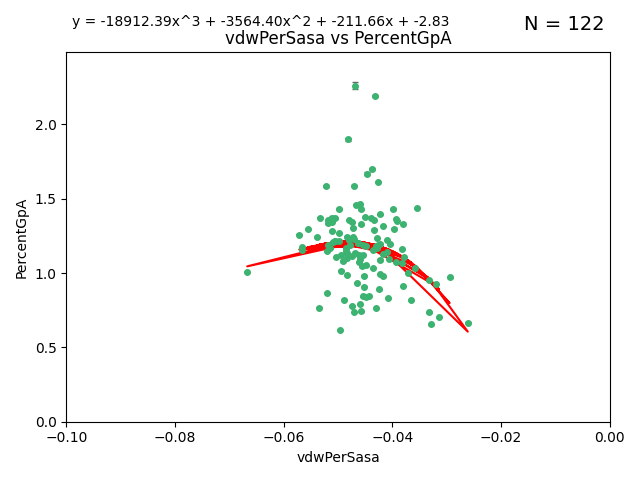 y = -18912.39x^3 + -3564.40x^2 + -211.66x + -2.83
N = 122
vdwPerSasa vs PercentGpA
PercentGpA
2.0
1.5
1.0
0.5
0.0
−0.10 −0.08 −0.06 −0.04 −0.02 0.00
vdwPerSasa